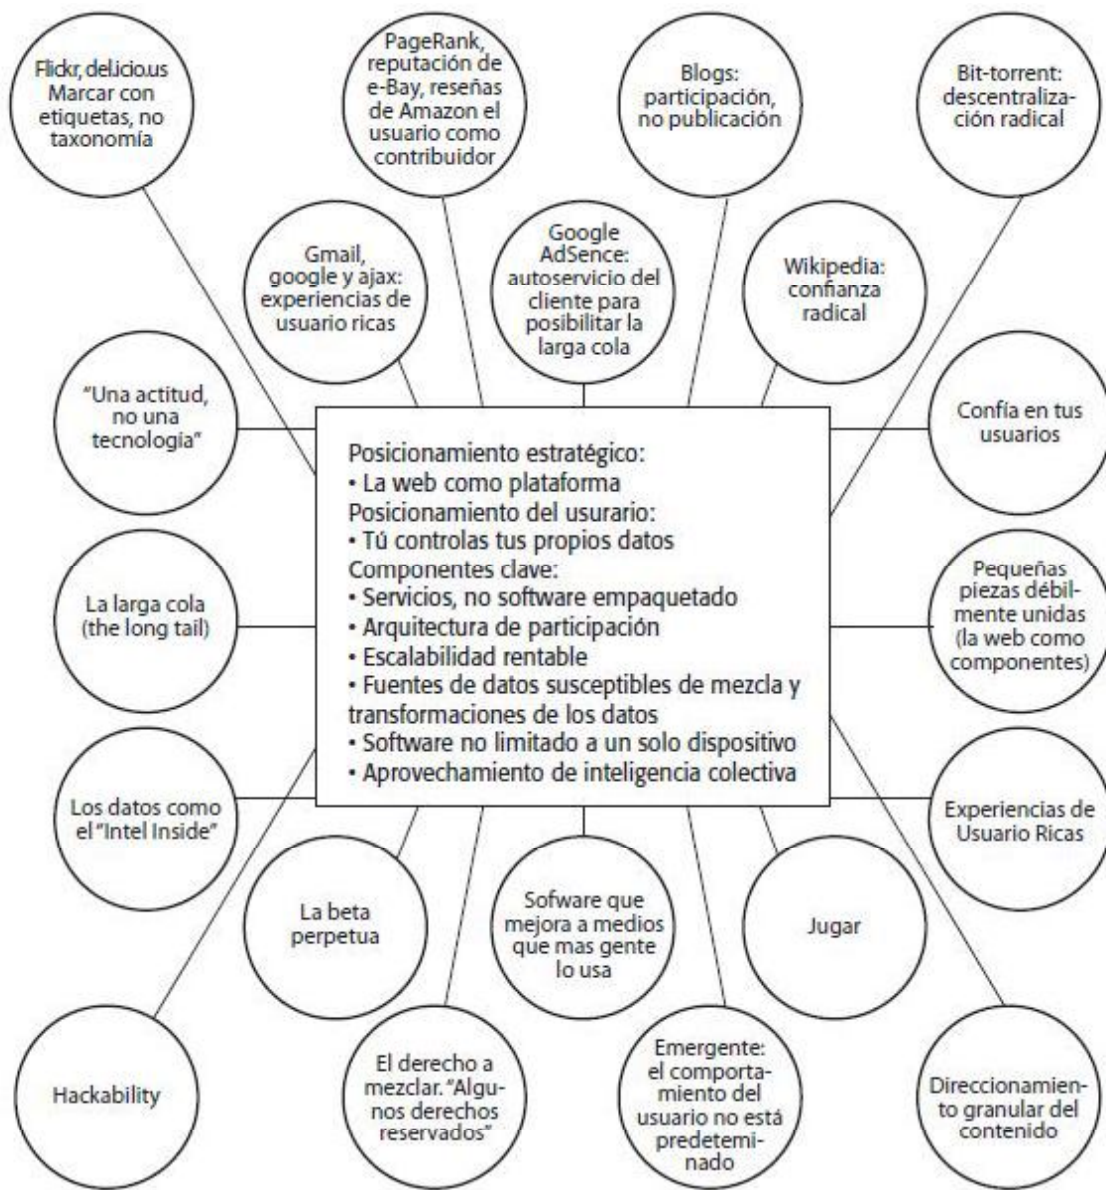 Flickr, del.icio.us
Marcar con
etiquetas, no
taxonomía
PageRank,
reputación de
e-Bay, reseñas
de Amazon el
usuario como
contribuidor
Blogs:
participación,
no publicación
Bit-torrent:
descentraliza-
ción radical
Gmail,
google y ajax:
experiencias de
usuario ricas
Google
AdSence:
autoservicio del
cliente para
posibilitar la
larga cola
Wikipedia:
confianza
radical
“Una actitud,
no una
tecnología”
Confía en tus
usuarios
Posicionamiento estratégico:
• La web como plataforma
Posicionamiento del usurario:
• Tú controlas tus propios datos
Componentes clave:
• Servicios, no software empaquetado
• Arquitectura de participación
• Escalabilidad rentable
• Fuentes de datos susceptibles de mezcla y
transformaciones de los datos
• Software no limitado a un solo dispositivo
• Aprovechamiento de inteligencia colectiva
La larga cola
(the long tail)
Pequeñas
piezas débil-
mente unidas
(la web como
componentes)
Los datos como
el “Intel Inside”
Experiencias de
Usuario Ricas
La beta
perpetua
Sofware que
mejora a medios
que mas gente
lo usa
Jugar
Hackability
El derecho a
mezclar. “Algu-
nos derechos
reservados”
Emergente:
el comporta-
miento del
usuario no está
predetemi-
nado
Direccionamien-
to granular del
contenido